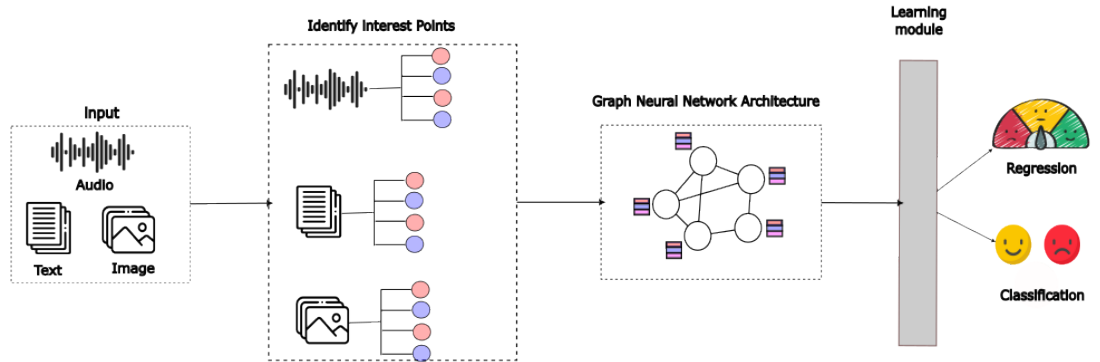 input
Audio
Text
Image
Identify interest Points
Graph Neural Network Architecture
Learning
module
Regression
Classification